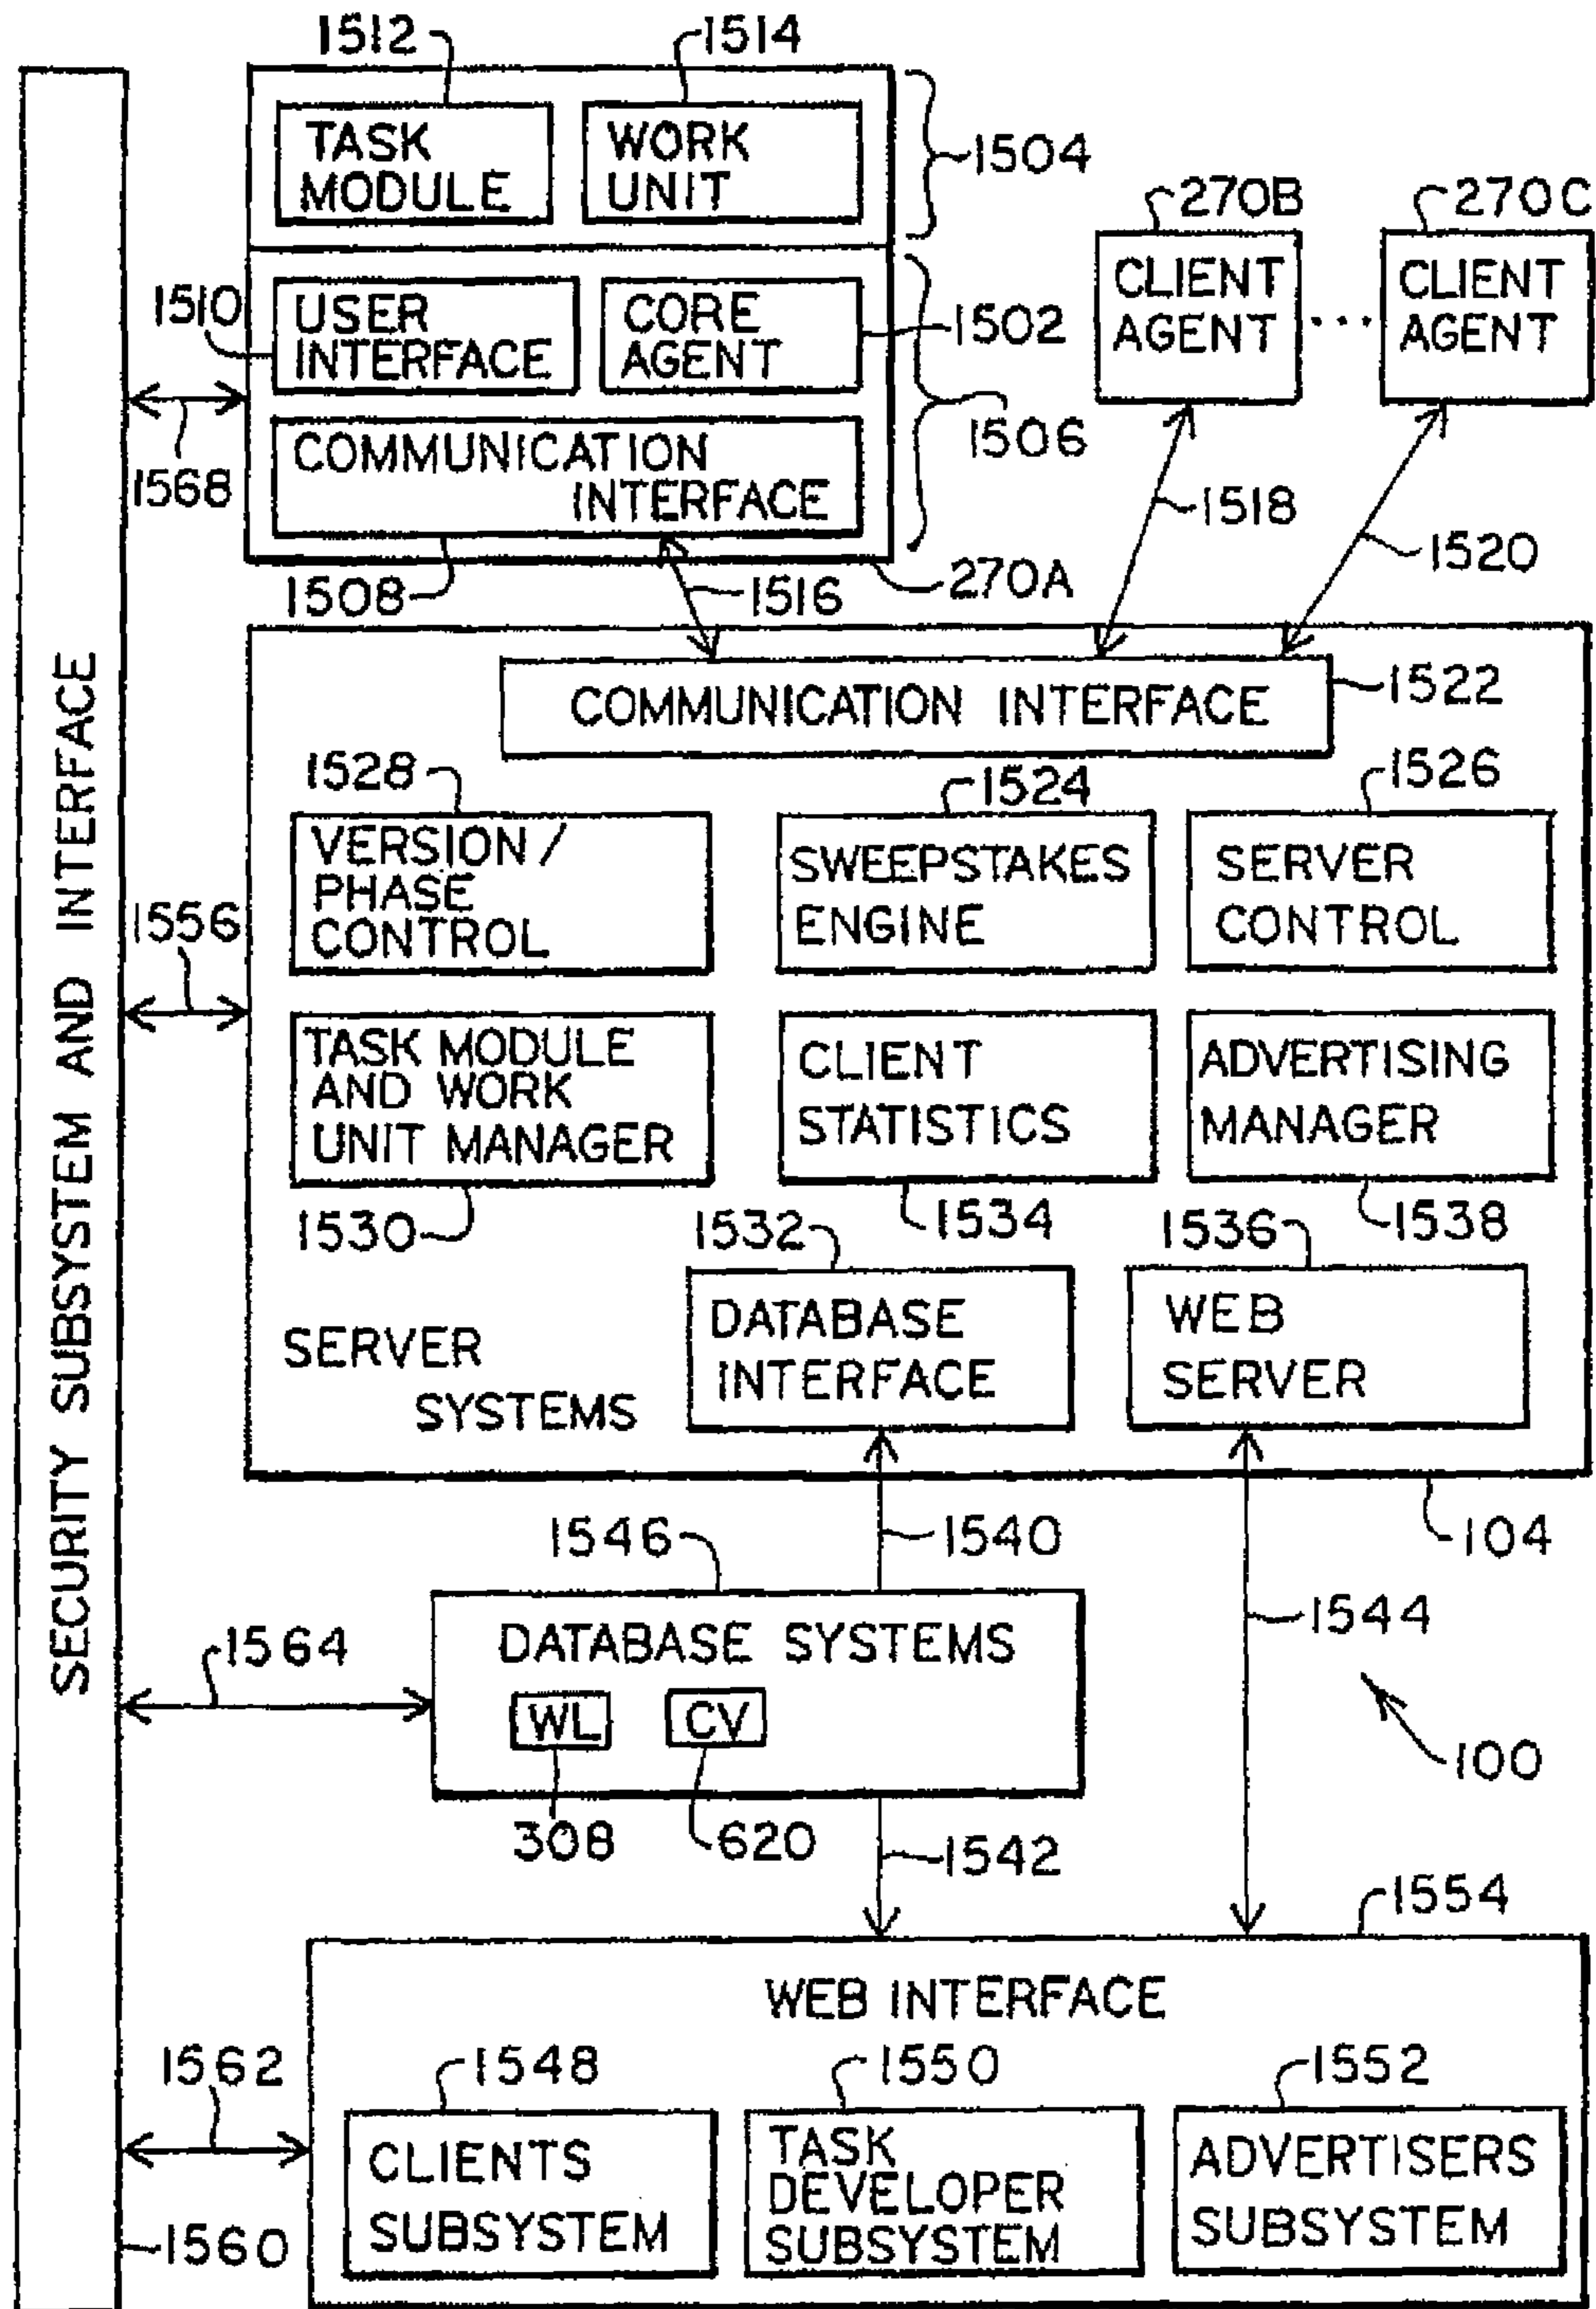 1512
1514
TASK
MODULE
WORK
UNIT
1504
270B
270C
CLIENT
AGENT
...
CLIENT
AGENT
1510
USER
INTERFACE
CORE
AGENT
1502
1506
COMMUNICATION
INTERFACE
1568
1518
1520
1508
1516
270A
SECURITY SUBSYSTEM AND INTERFACE
COMMUNICATION INTERFACE
1522
1528
1524
1526
VERSION /
PHASE
CONTROL
SWEEPSTAKES
ENGINE
SERVER
CONTROL
1556
TASK MODULE
AND WORK
UNIT MANAGER
CLIENT
STATISTICS
ADVERTISING
MANAGER
1530
1532
1534
1536
1538
SERVER
SYSTEMS
DATABASE
INTERFACE
WEB
SERVER
1546
1540
104
1544
1564
DATABASE SYSTEMS
WL
CV
100
308
620
1542
1554
WEB INTERFACE
1562
1548
1550
1552
CLIENTS
SUBSYSTEM
TASK
DEVELOPER
SUBSYSTEM
ADVERTISERS
SUBSYSTEM
1560